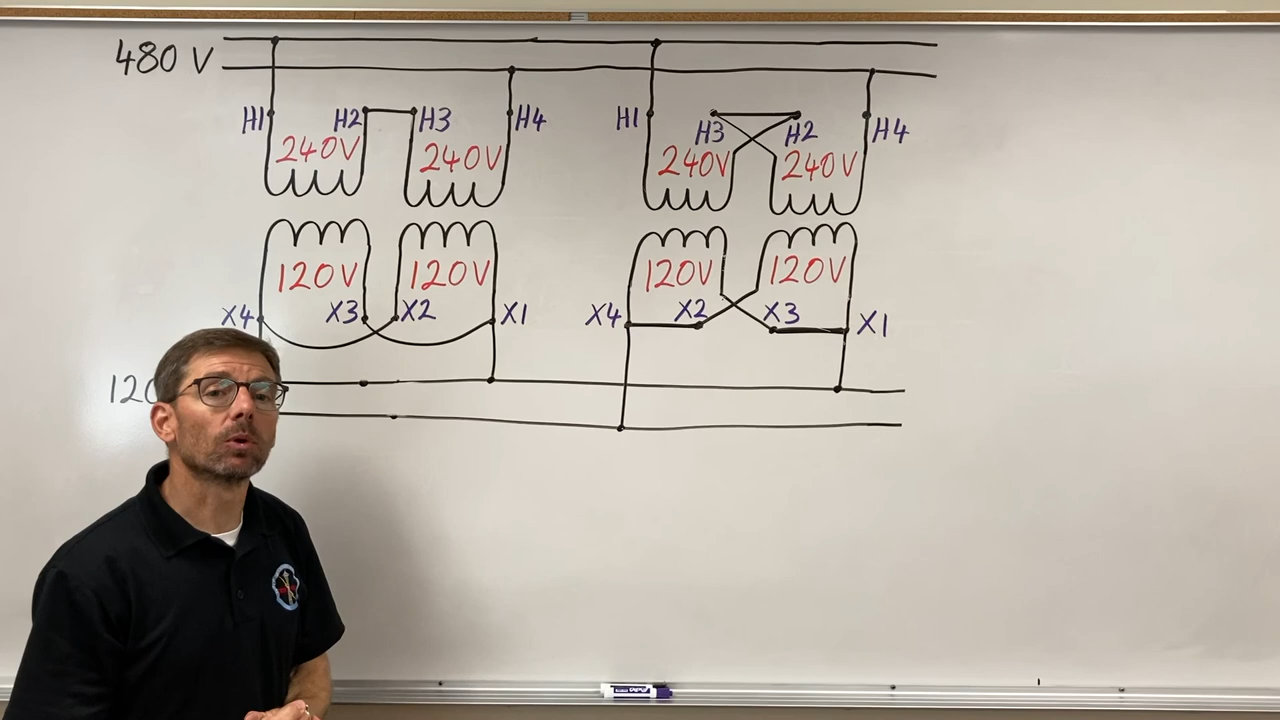 480 V
H1 H2 H3 H4 H1 H3 H2 H4
240V 240V 240V 240V
120V 120V 120V 120V
X4 X3 X2 X1 X4 X2 X3 X1